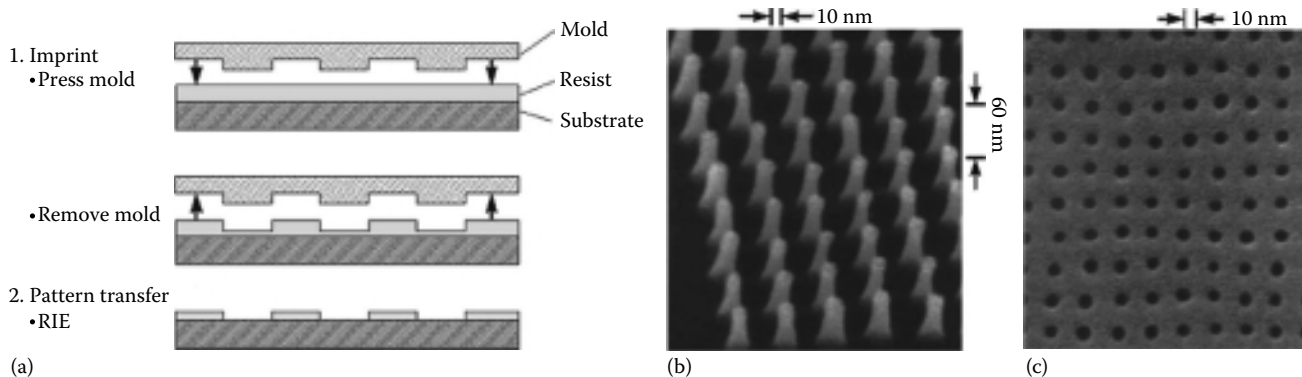 1. Imprint
•Press mold
Mold
Resist
Substrate
•Remove mold
2. Pattern transfer
•RIE
(a)
10 nm
60 nm
(b)
10 nm
(c)